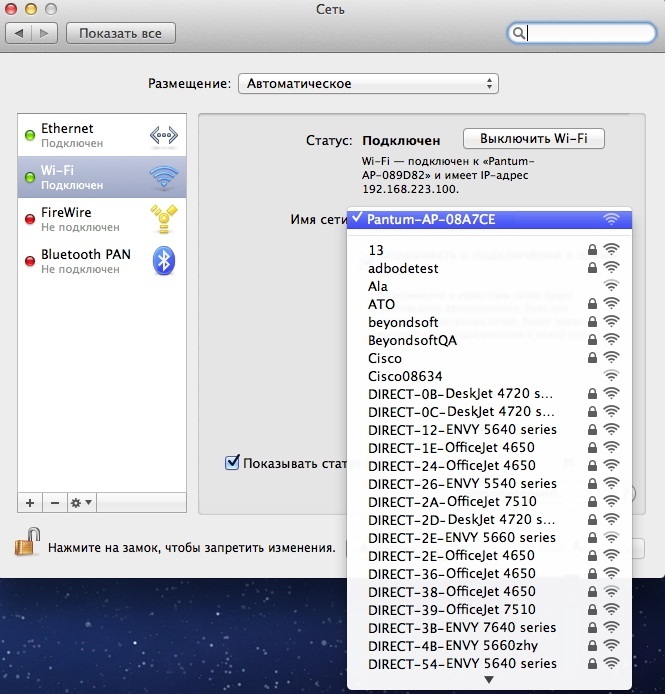 Сеть
Показать все
Размещение: Автоматическое
Ethernet
Подключен
Wi-Fi
Подключен
FireWire
Не подключен
Bluetooth PAN
Не подключен
Статус: Подключен
Выключить Wi-Fi
Wi-Fi — подключен к «Pantum-
AP-089D82» и имеет IP-адрес
192.168.223.100.
Имя сети
Pantum-AP-08A7CE
13
adbodetest
Ala
ATO
beyondsoft
BeyondsoftQA
Cisco
Cisco08634
DIRECT-0B-DeskJet 4720 s...
DIRECT-0C-DeskJet 4720 s...
DIRECT-12-ENVY 5640 series
DIRECT-1E-OfficeJet 4650
DIRECT-24-OfficeJet 4650
DIRECT-26-ENVY 5540 series
DIRECT-2A-OfficeJet 7510
DIRECT-2D-DeskJet 4720 s...
DIRECT-2E-ENVY 5660 series
DIRECT-2E-OfficeJet 4650
DIRECT-36-OfficeJet 4650
DIRECT-38-OfficeJet 4650
DIRECT-39-OfficeJet 7510
DIRECT-3B-ENVY 7640 series
DIRECT-4B-ENVY 5660zhy
DIRECT-54-ENVY 5640 series
Показывать стат
Нажмите на замок, чтобы запретить изменения.